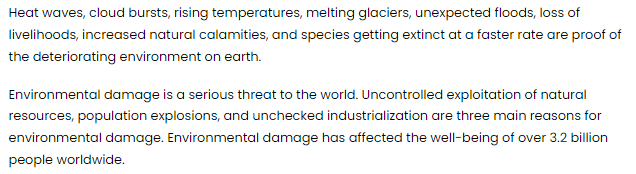 Heat waves, cloud bursts, rising temperatures, melting glaciers, unexpected floods, loss of
livelihoods, increased natural calamities, and species getting extinct at a faster rate are proof of
the deteriorating environment on earth.
Environmental damage is a serious threat to the world. Uncontrolled exploitation of natural
resources, population explosions, and unchecked industrialization are three main reasons for
environmental damage. Environmental damage has affected the well-being of over 3.2 billion
people worldwide.